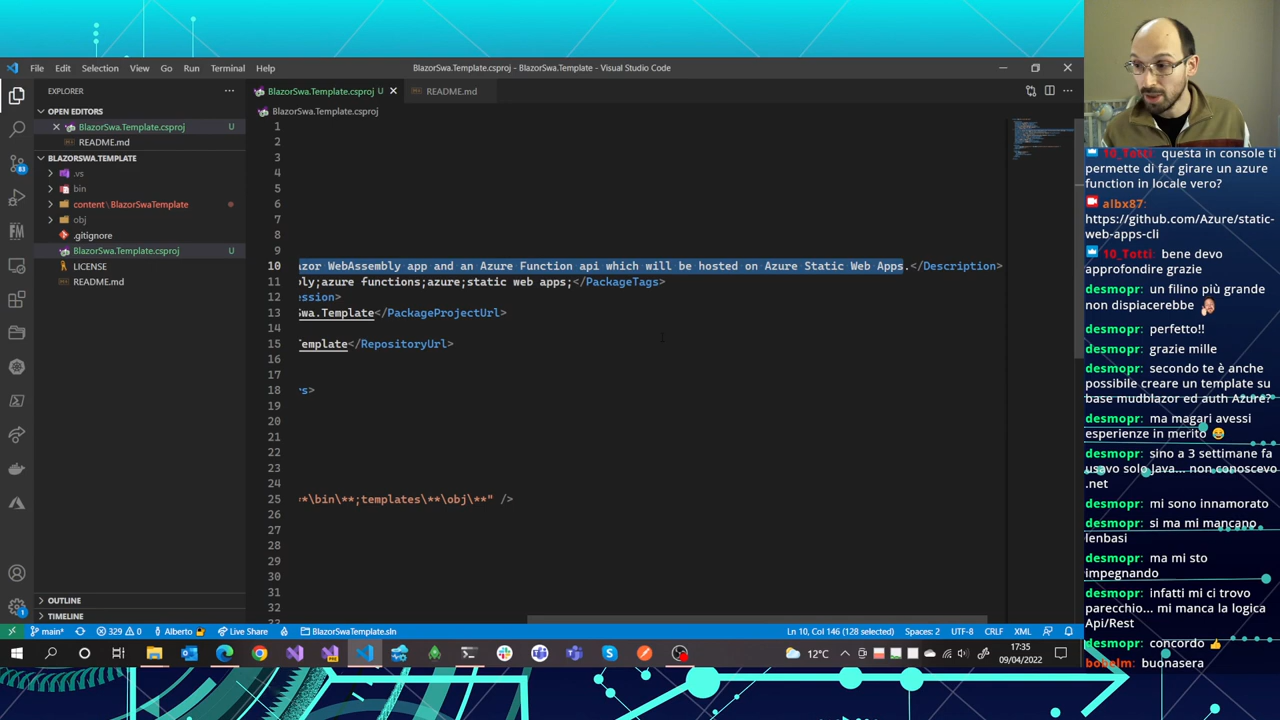 File Edit Selection View Go Run Terminal Help
BlazorSwa.Template.csproj - BlazorSwa.Template - Visual Studio Code
EXPLORER
BlazorSwa.Template.csproj U
README.md
OPEN EDITORS
BlazorSwa.Template.csproj U
README.md
BLAZORSWA.TEMPLATE
.vs
bin
content\BlazorSwaTemplate
obj
.gitignore
BlazorSwa.Template.csproj U
LICENSE
README.md
OUTLINE
TIMELINE
83
FM
1
BlazorSwa.Template.csproj
1
2
3
4
5
6
7
8
9
10 azor WebAssembly app and an Azure Function api which will be hosted on Azure Static Web Apps.</Description>
11 bly;azure functions;azure;static web apps;</PackageTags>
12 ession>
13 Swa.Template</PackageProjectUrl>
14
15 Template</RepositoryUrl>
16
17
18 rs>
19
20
21
22
23
24
25 *\bin\**;templates\**\obj\**" />
26
27
28
29
30
31
32
main* 329 0 Alberto Live Share BlazorSwaTemplate.sln Ln 10, Col 146 (128 selected) Spaces: 2 UTF-8 CRLF XML
12°C
17:35
09/04/2022
10_Totti: questa in console ti
permette di far girare un azure
function in locale vero?
albx87:
https://github.com/Azure/static-
web-apps-cli
10_Totti: bene devo
approfondire grazie
desmopr: un filino più grande
non dispiacerebbe
desmopr: perfetto!!
desmopr: grazie mille
desmopr: secondo te è anche
possibile creare un template su
base mudblazor ed auth Azure?
desmopr: ma magari avessi
esperienze in merito
desmopr: sino a 3 settimane fa
usavo solo Java... non conoscevo
.net
desmopr: mi sono innamorato
desmopr: si ma mi mancano
lenbasi
desmopr: ma mi sto
impegnando
desmopr: infatti mi ci trovo
parecchio... mi manca la logica
Api/Rest
desmopr: concordo
bobelm: buonasera